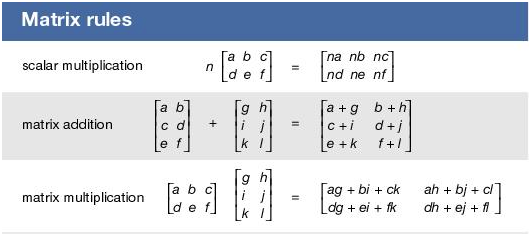 Matrix rules
scalar multiplication n [a b c] = [na nb nc]
[d e f] [nd ne nf]
matrix addition [a b] + [g h] = [a + g b + h]
[c d] [i j] [c + i d + j]
[e f] [k l] [e + k f + l]
matrix multiplication [a b c] [g h] = [ag + bi + ck ah + bj + cl]
[d e f] [i j] [dg + ei + fk dh + ej + fl]
[k l]